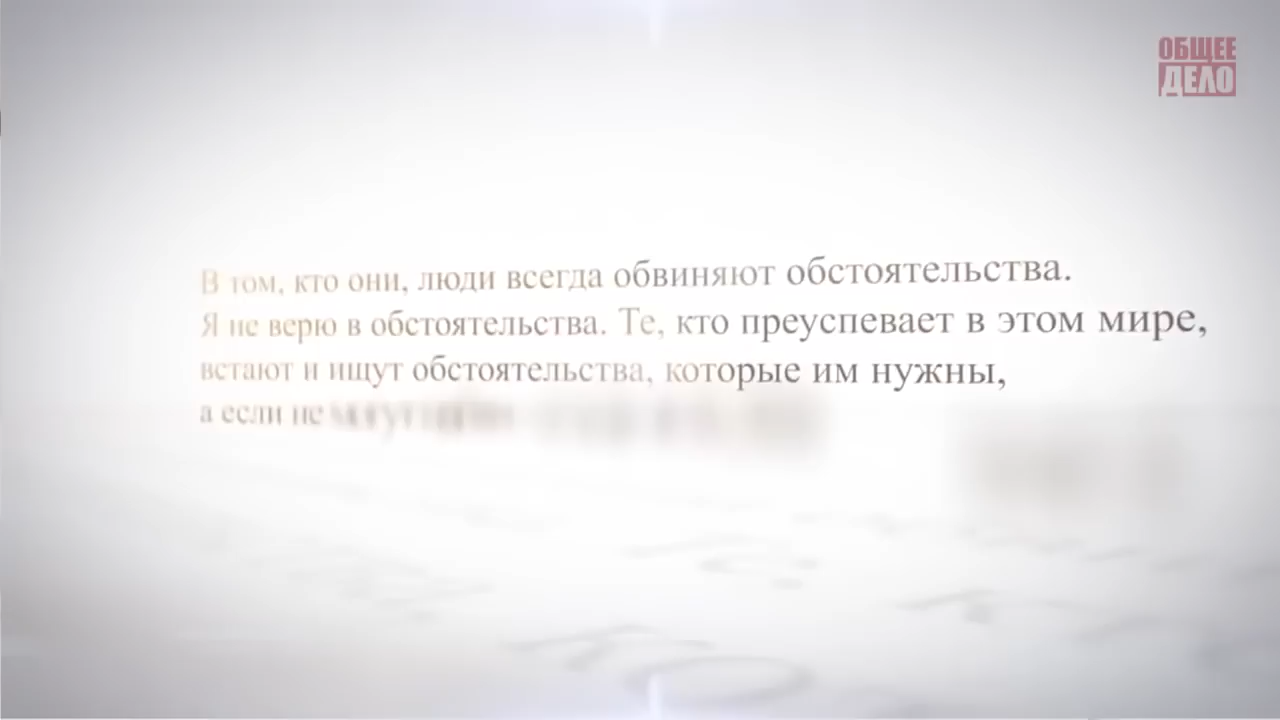 ОБЩЕЕ
ДЕЛО
В том, кто они, люди всегда обвиняют обстоятельства.
Я не верю в обстоятельства. Те, кто преуспевает в этом мире,
встают и ищут обстоятельства, которые им нужны,
а если не